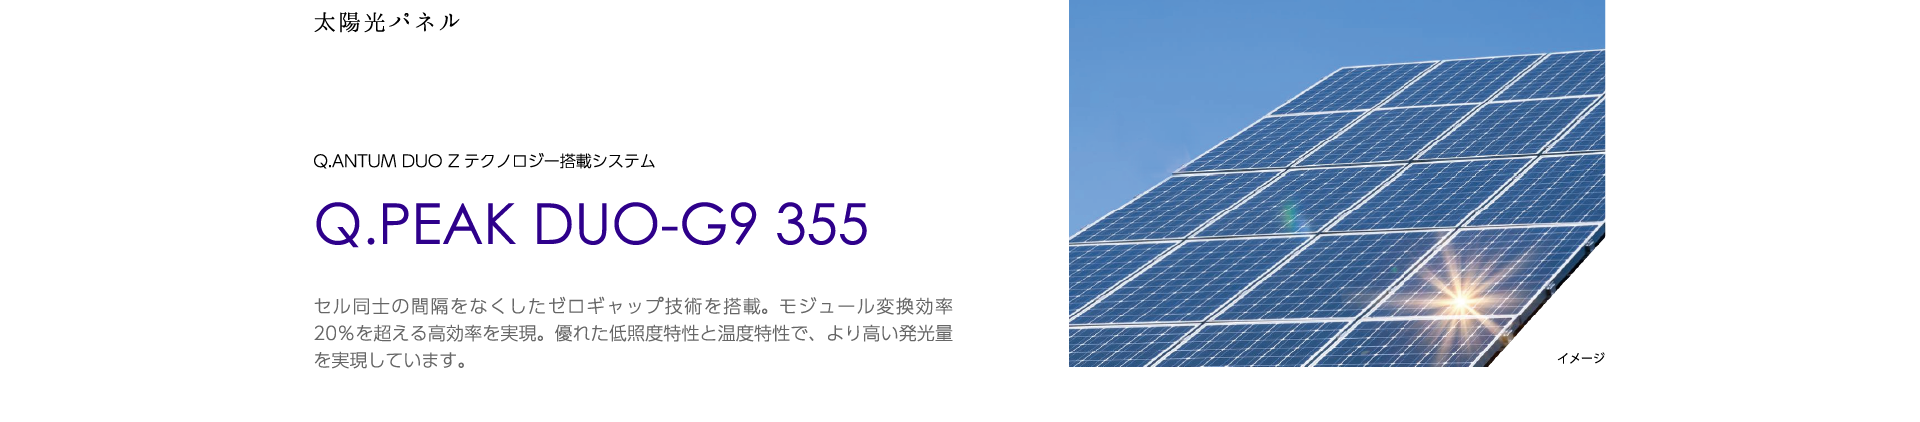 太陽光パネル
Q.ANTUM DUO Z テクノロジー搭載システム
Q.PEAK DUO-G9 355
セル同士の間隔をなくしたゼロギャップ技術を搭載。モジュール変換効率
20％を超える高効率を実現。優れた低照度特性と温度特性で、より高い発光量
を実現しています。
イメージ